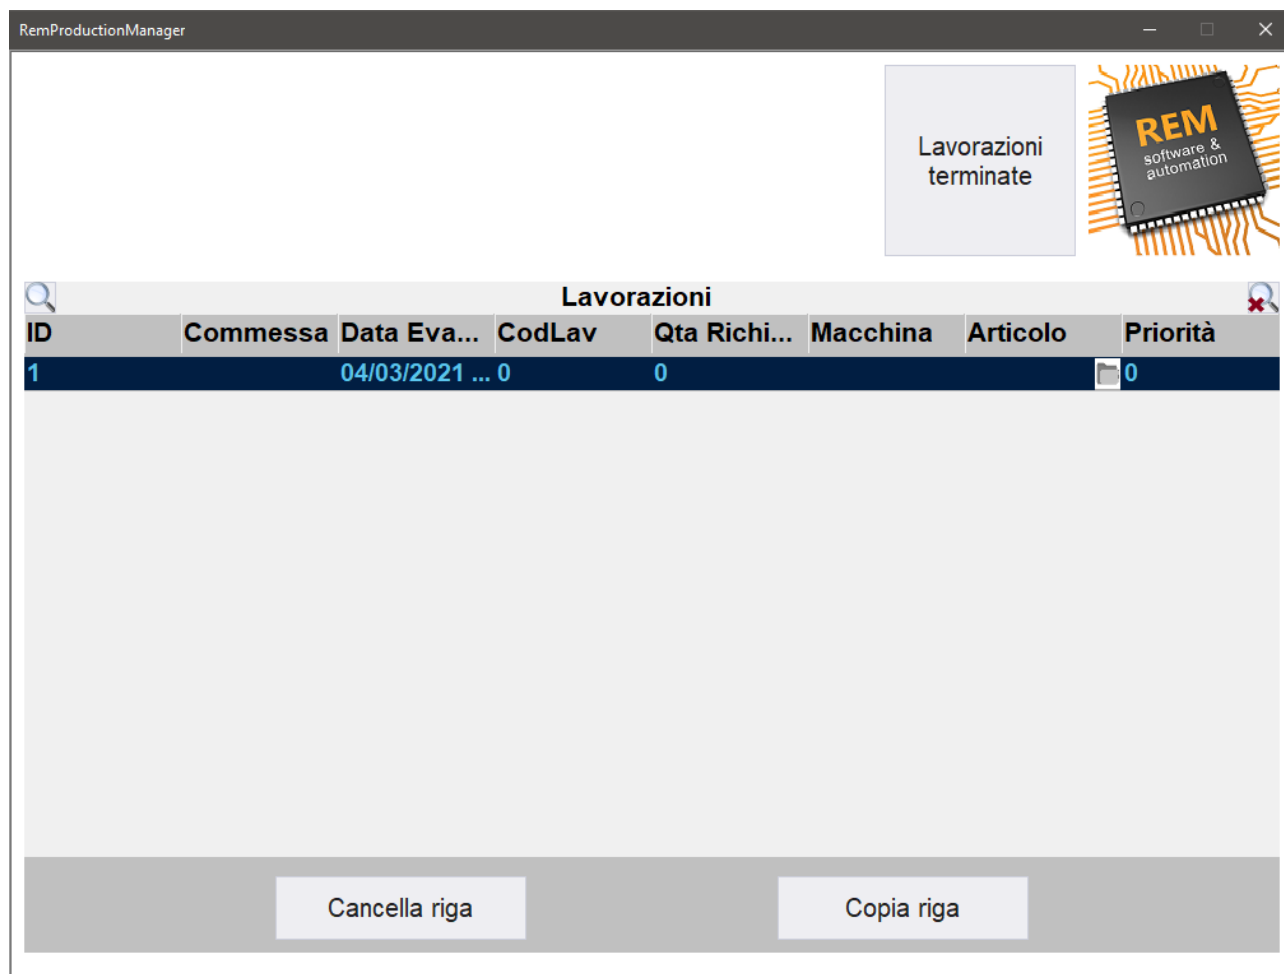 RemProductionManager
Lavorazioni
terminate
REM
software &
automation
Lavorazioni
ID Commessa Data Eva... CodLav Qta Richi... Macchina Articolo Priorità
1 04/03/2021 ... 0 0 0
Cancella riga Copia riga